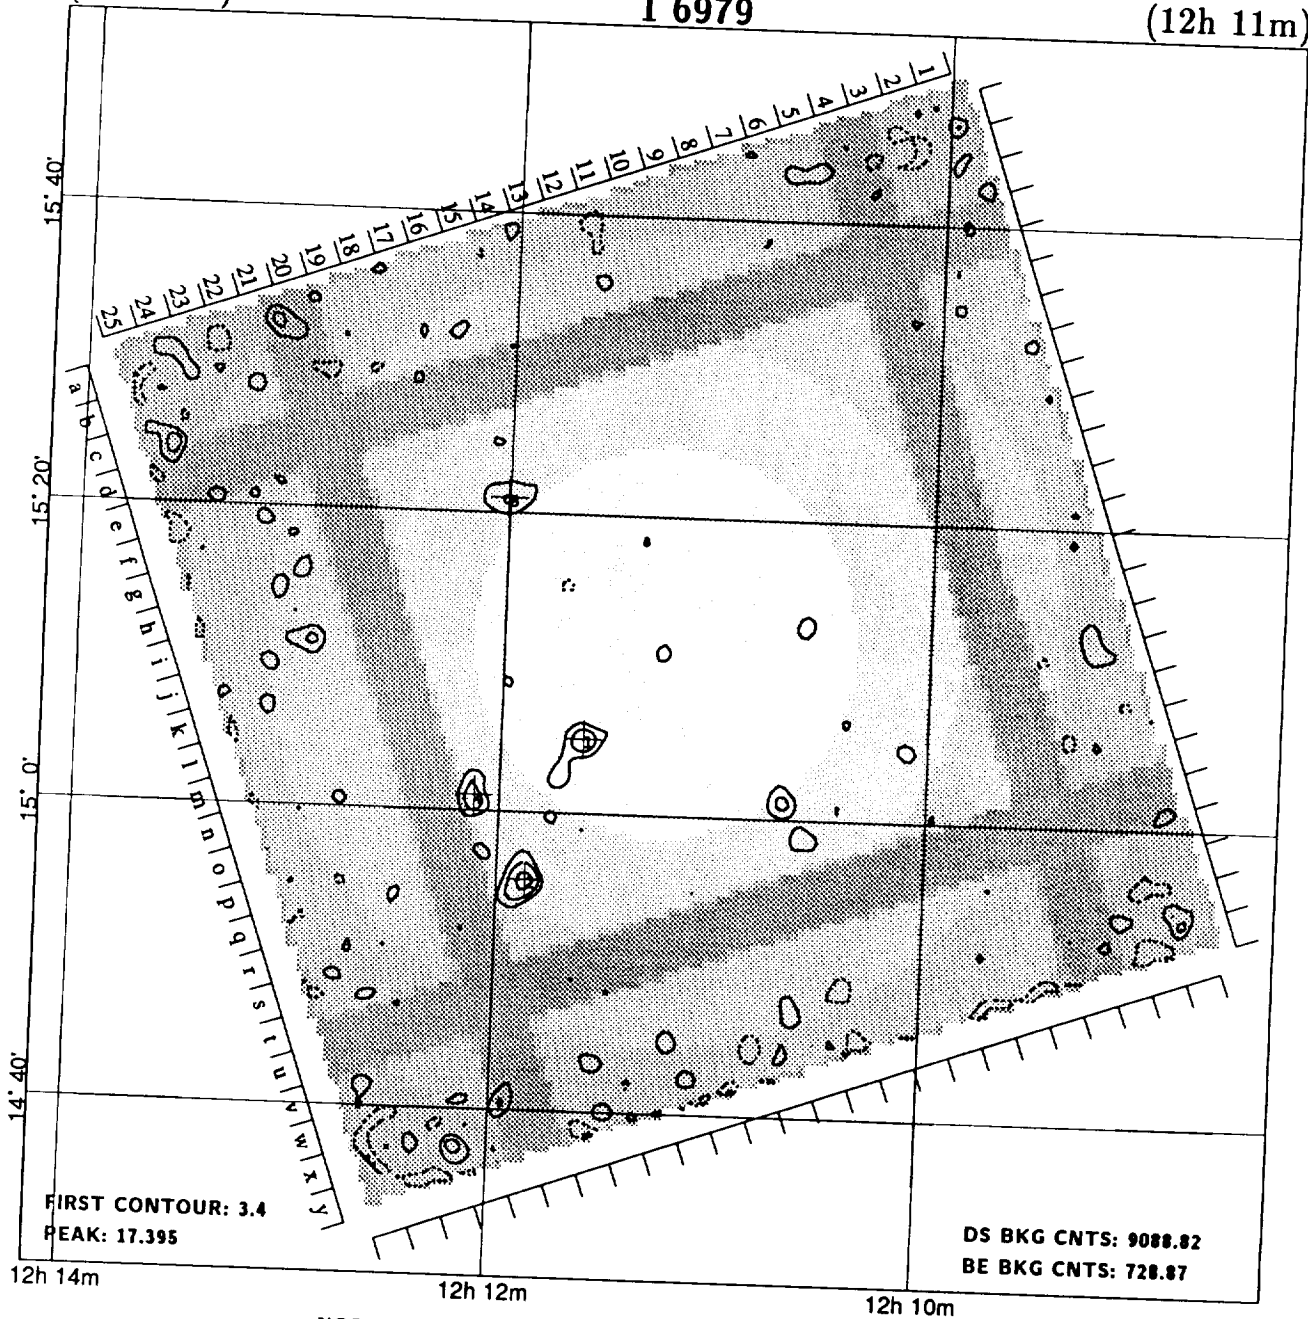 I 6979
(12h 11m)
1
2
3
4
5
6
7
8
9
10
11
12
13
14
15
16
17
18
19
20
21
22
23
24
25
15° 40'
15° 20'
15° 0'
14° 40'
a
b
c
d
e
f
g
h
i
j
k
l
m
n
o
p
q
r
s
t
u
v
w
x
y
FIRST CONTOUR: 3.4
PEAK: 17.395
DS BKG CNTS: 9088.82
BE BKG CNTS: 728.87
12h 14m
12h 12m
12h 10m